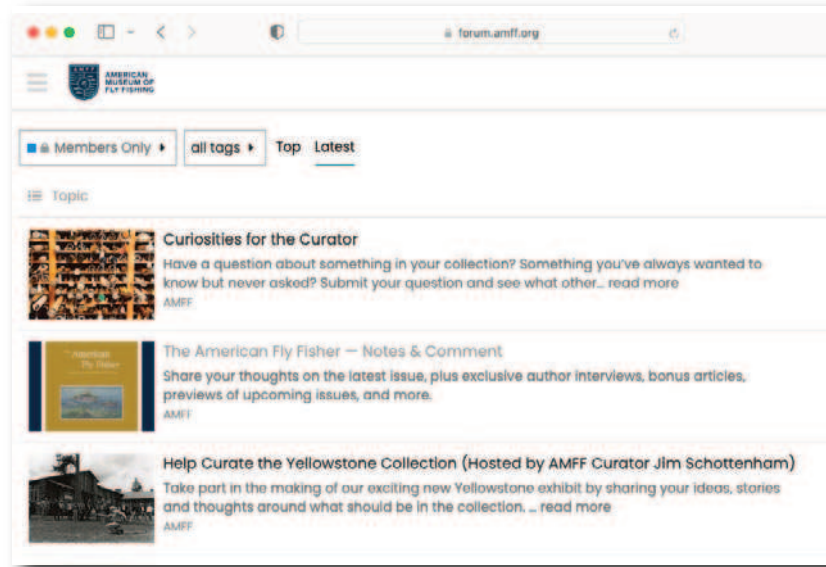 forum.amff.org
AMFF
AMERICAN
MUSEUM OF
FLY FISHING
Members Only
all tags
Top
Latest
Topic
Curiosities for the Curator
Have a question about something in your collection? Something you've always wanted to
know but never asked? Submit your question and see what other... read more
AMFF
The American Fly Fisher — Notes & Comment
Share your thoughts on the latest issue, plus exclusive author interviews, bonus articles,
previews of upcoming issues, and more.
AMFF
American
Fly Fisher
Help Curate the Yellowstone Collection (Hosted by AMFF Curator Jim Schottenham)
Take part in the making of our exciting new Yellowstone exhibit by sharing your ideas, stories
and thoughts around what should be in the collection. ... read more
AMFF